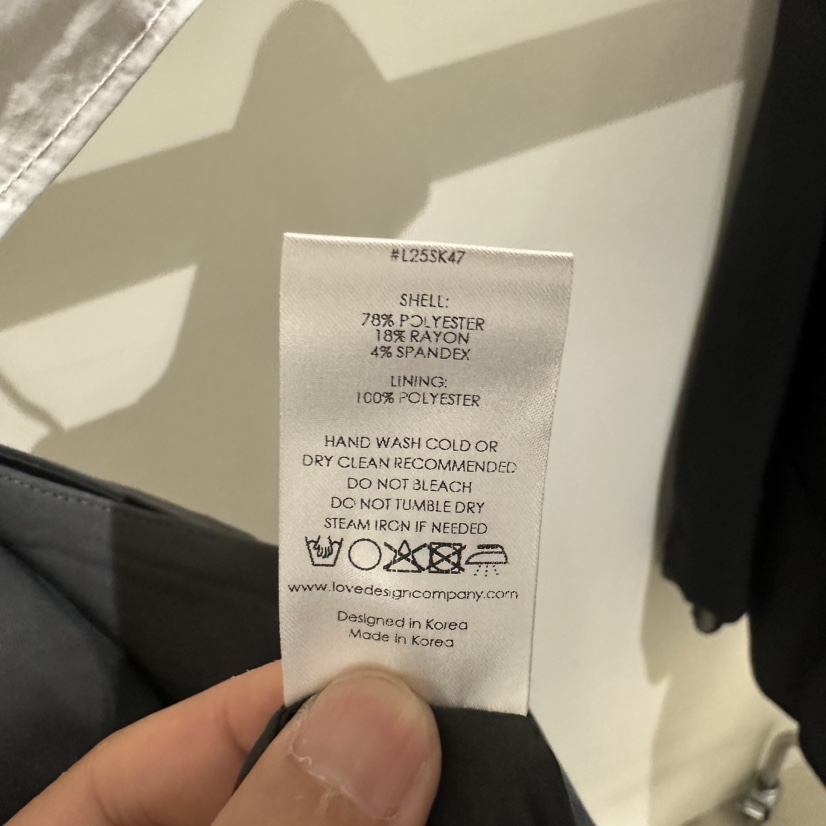 #L25SK47
SHELL:
78% POLYESTER
18% RAYON
4% SPANDEX
LINING:
100% POLYESTER
HAND WASH COLD OR
DRY CLEAN RECOMMENDED
DO NOT BLEACH
DO NOT TUMBLE DRY
STEAM IRON IF NEEDED
www.lovedesigncompany.com
Designed in Korea
Made in Korea